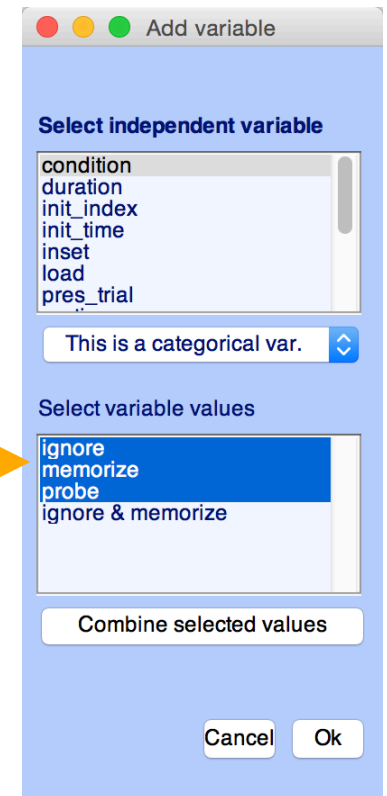 Add variable
Select independent variable
condition
duration
init_index
init_time
inset
load
pres_trial
This is a categorical var.
Select variable values
ignore
memorize
probe
ignore & memorize
Combine selected values
Cancel Ok